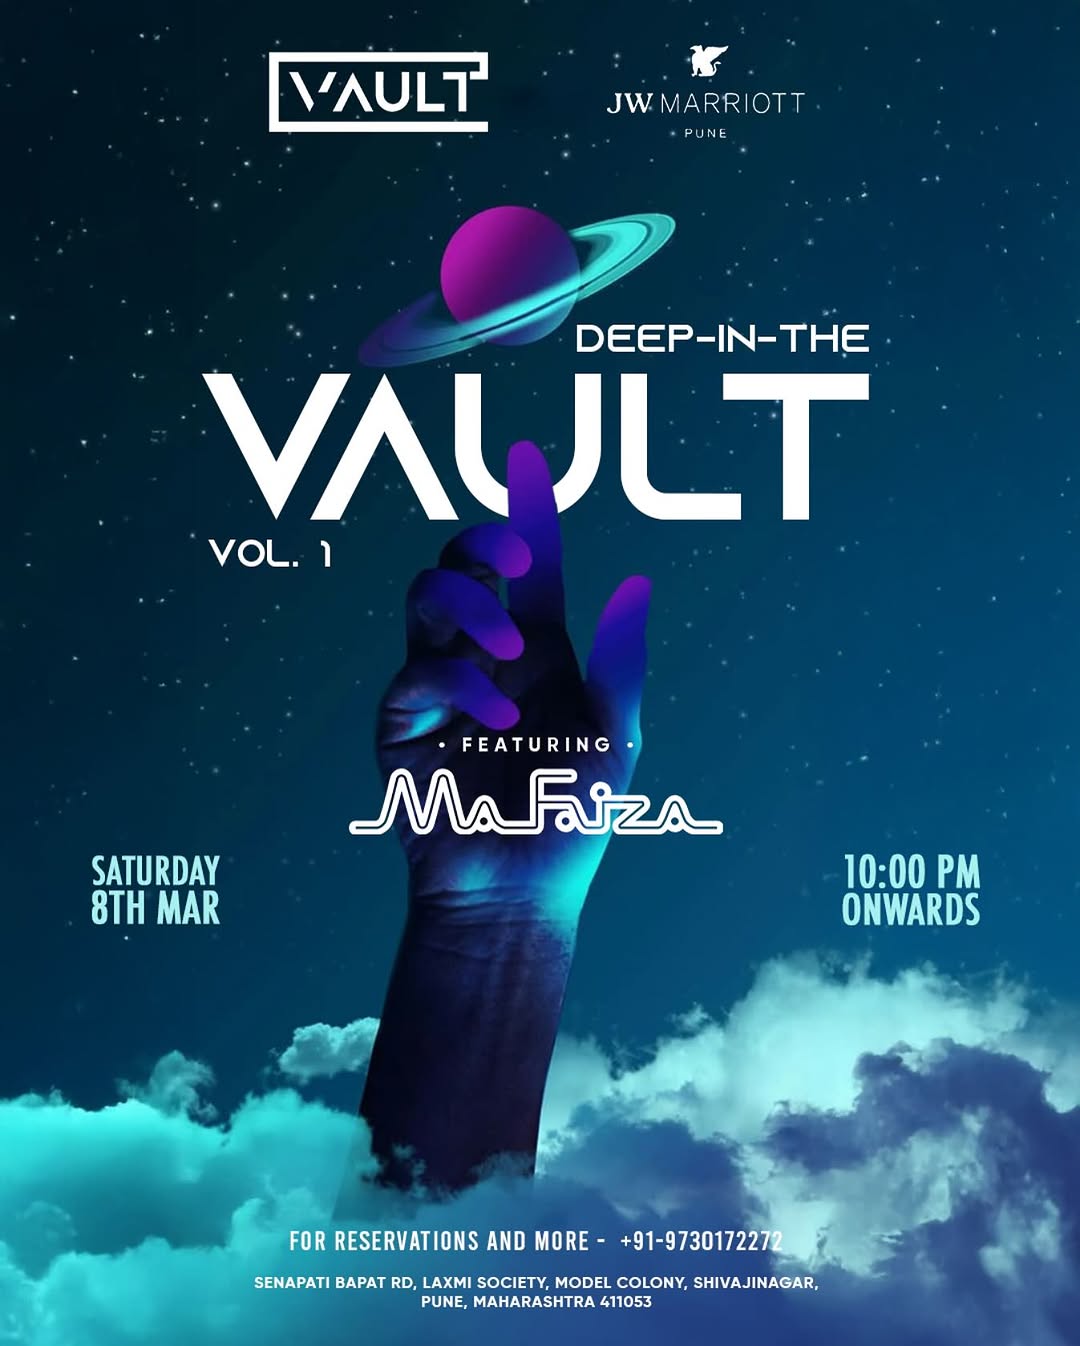 VAULT
JW MARRIOTT
PUNE
DEEP-IN-THE
VAULT
VOL. 1
• FEATURING •
MaFaiza
SATURDAY
8TH MAR
10:00 PM
ONWARDS
FOR RESERVATIONS AND MORE - +91-9730172272
SENAPATI BAPAT RD, LAXMI SOCIETY, MODEL COLONY, SHIVAJINAGAR,
PUNE, MAHARASHTRA 411053